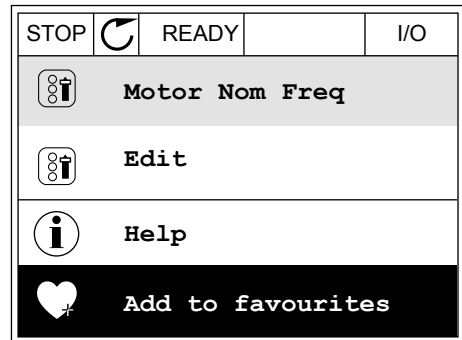 STOP READY I/O
Motor Nom Freq
Edit
Help
Add to favourites